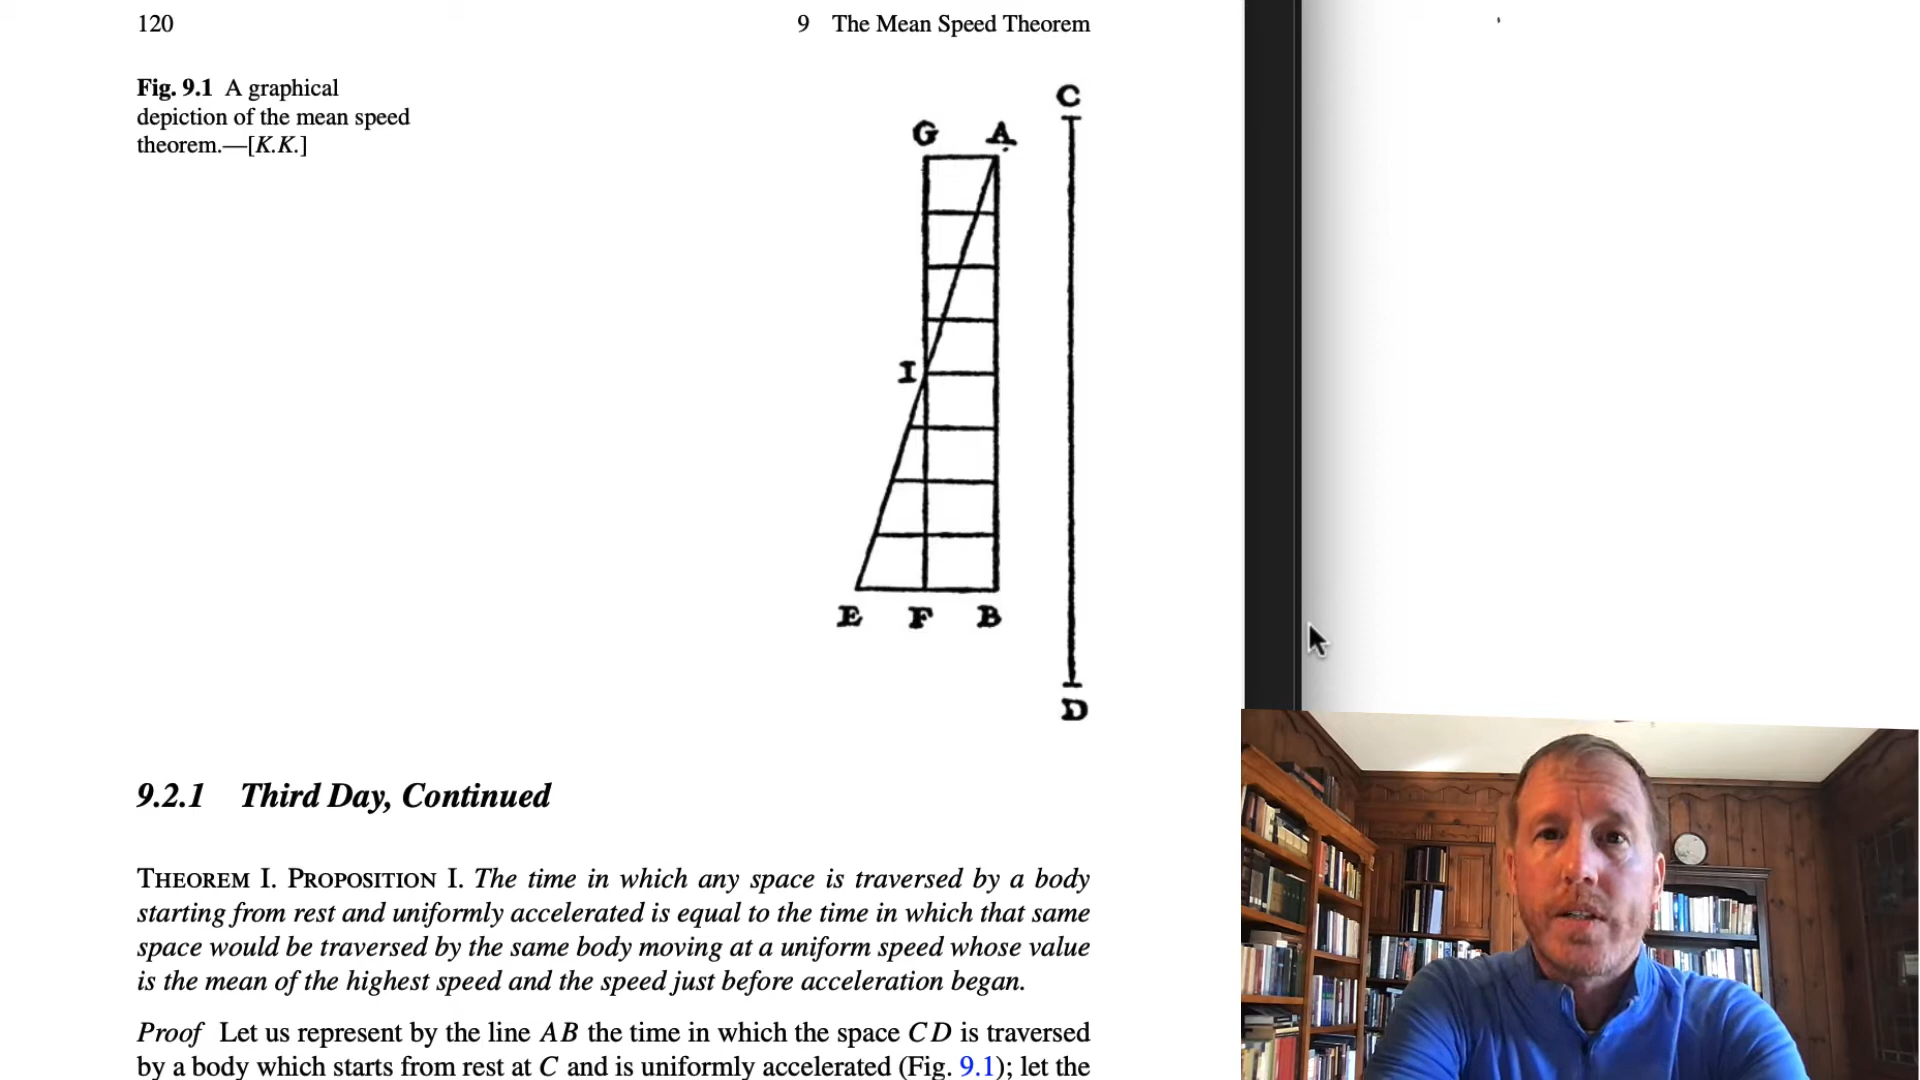 120
9 The Mean Speed Theorem
Fig. 9.1 A graphical
depiction of the mean speed
theorem.—[K.K.]
C
G A
I
E F B
D
9.2.1 Third Day, Continued
THEOREM I. PROPOSITION I. The time in which any space is traversed by a body
starting from rest and uniformly accelerated is equal to the time in which that same
space would be traversed by the same body moving at a uniform speed whose value
is the mean of the highest speed and the speed just before acceleration began.
Proof Let us represent by the line AB the time in which the space CD is traversed
by a body which starts from rest at C and is uniformly accelerated (Fig. 9.1); let the